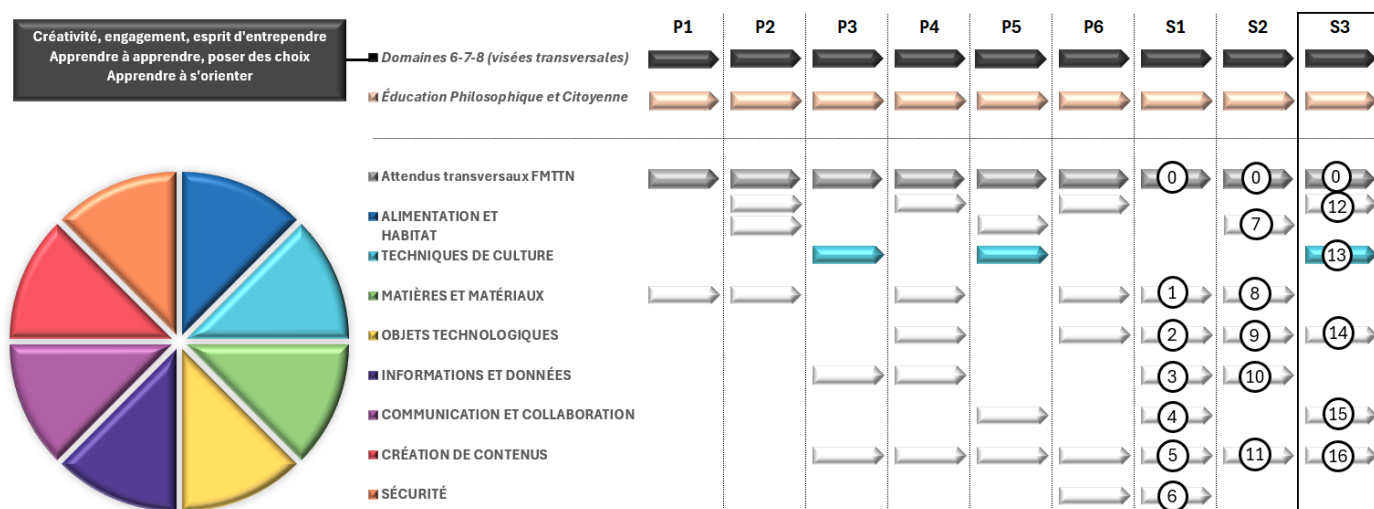 P1 P2 P3 P4 P5 P6 S1 S2 S3
Créativité, engagement, esprit d'entrependre
Apprendre à apprendre, poser des choix
Apprendre à s'orienter
Domaines 6-7-8 (visées transversales)
Éducation Philosophique et Citoyenne
Attendus transversaux FMTTN 0 0 0
12
ALIMENTATION ET
HABITAT
7
TECHNIQUES DE CULTURE 13
MATIÈRES ET MATÉRIAUX 1 8
OBJETS TECHNOLOGIQUES 2 9 14
INFORMATIONS ET DONNÉES 3 10
COMMUNICATION ET COLLABORATION 4 15
CRÉATION DE CONTENUS 5 11 16
SÉCURITÉ 6